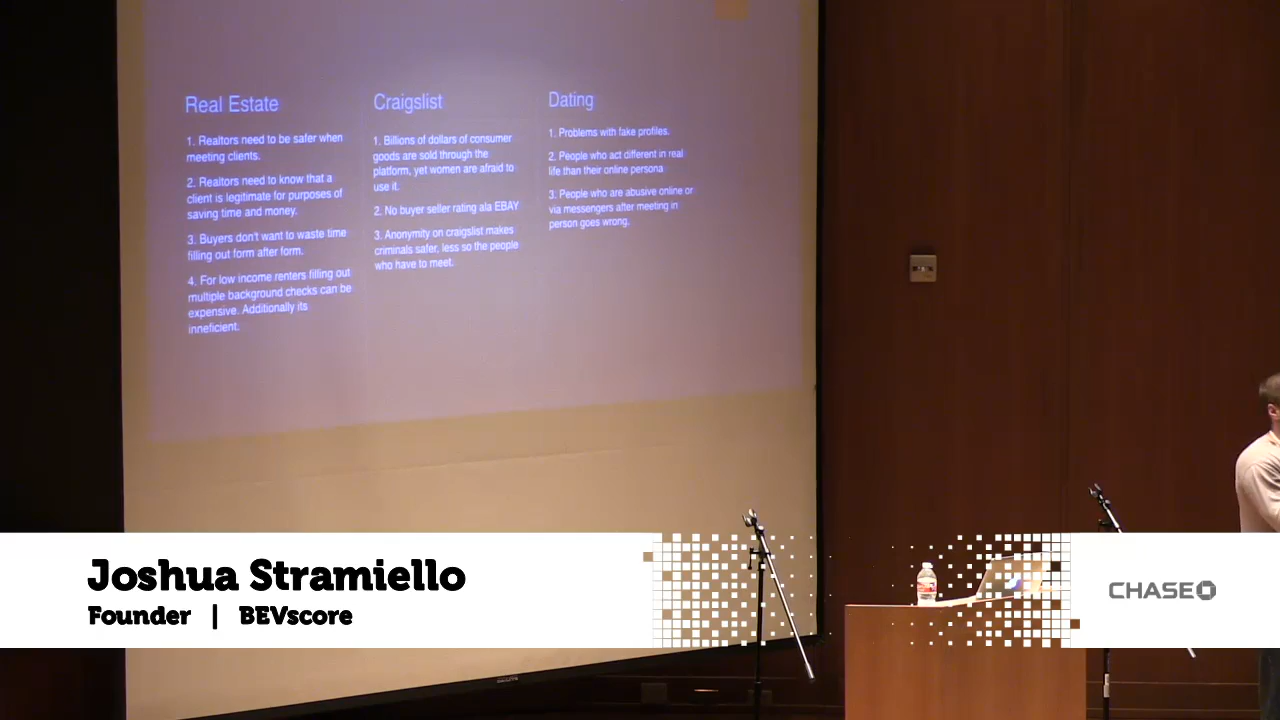 Real Estate
1. Realtors need to be safer when
meeting clients.
2. Realtors need to know that a
client is legitimate for purposes of
saving time and money.
3. Buyers don't want to waste time
filling out form after form.
4. For low income renters filling out
multiple background checks can be
expensive. Additionally its
inneficient.
Craigslist
1. Billions of dollars of consumer
goods are sold through the
platform, yet women are afraid to
use it.
2. No buyer seller rating ala EBAY
3. Anonymity on craigslist makes
criminals safer, less so the people
who have to meet.
Dating
1. Problems with fake profiles.
2. People who act different in real
life than their online persona
3. People who are abusive online or
via messengers after meeting in
person goes wrong.
Joshua Stramiello
Founder | BEVscore
CHASE